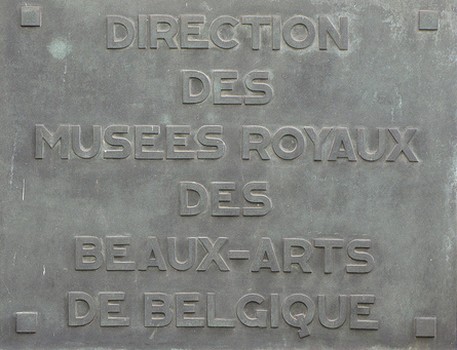 DIRECTION
DES
MUSEES ROYAUX
DES
BEAUX-ARTS
DE BELGIQUE